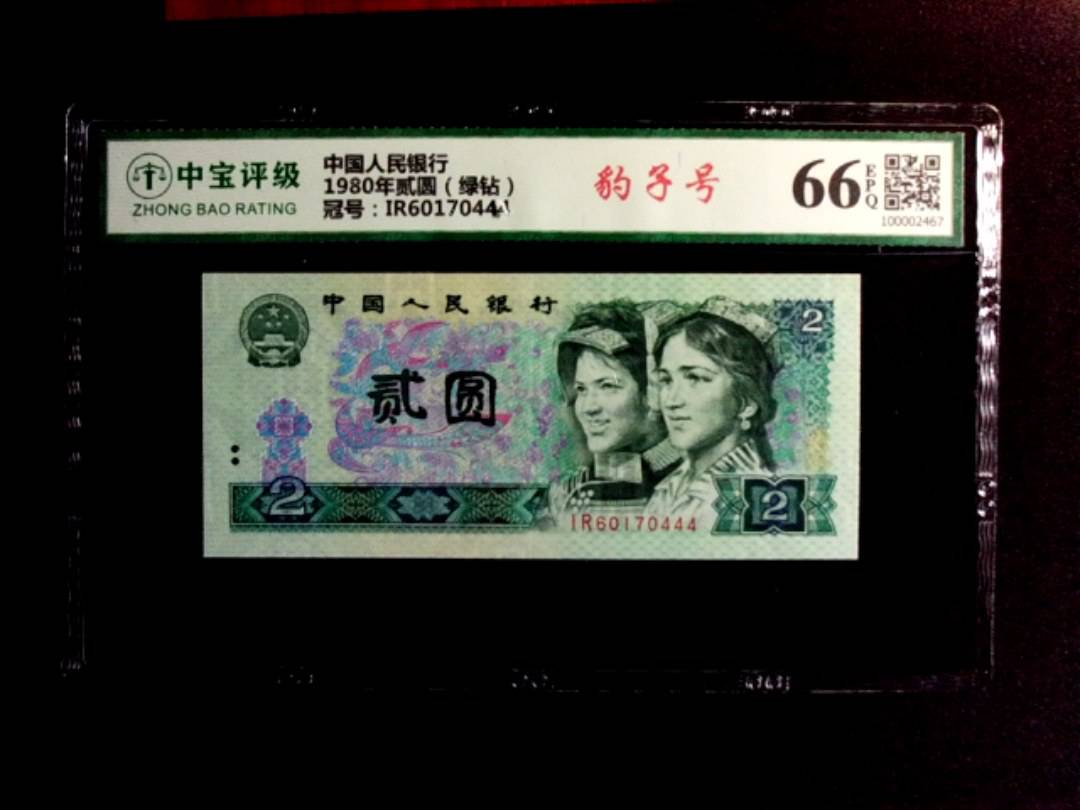 中宝评级
ZHONG BAO RATING
中国人民银行
1980年贰圆（绿钻）
冠号：IR60170444
豹子号
66
EPQ
100002467
中国人民银行
2
贰圆
2
IR60170444
2